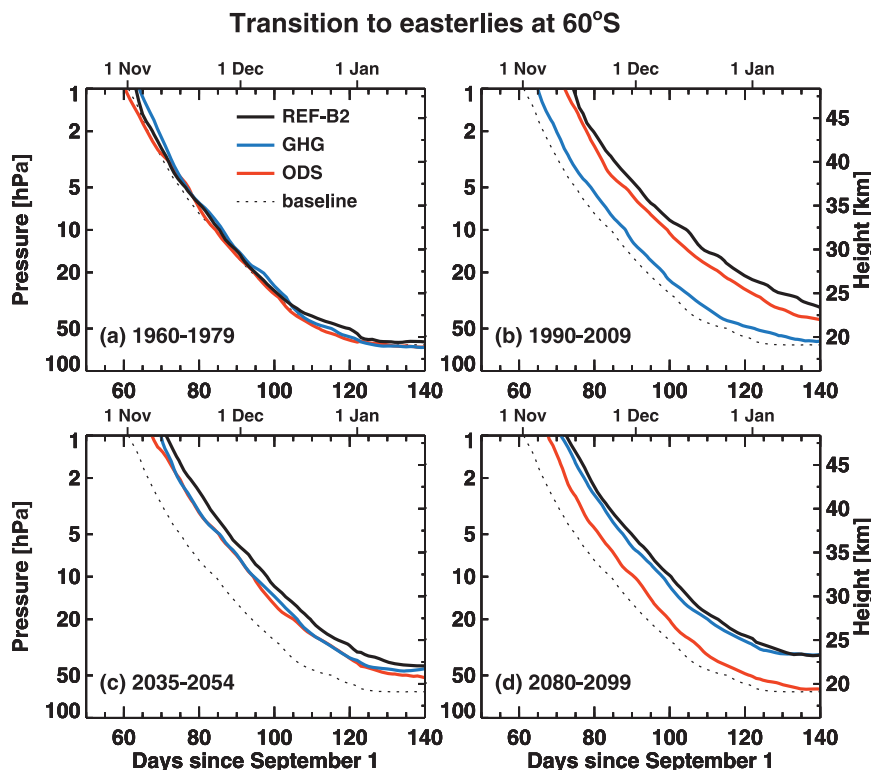 Transition to easterlies at 60°S
1 Nov 1 Dec 1 Jan
1 Nov 1 Dec 1 Jan
Pressure [hPa]
1
2
5
10
20
50
100
REF-B2
GHG
ODS
baseline
(a) 1960-1979
60 80 100 120 140
1
2
5
10
20
50
100
(b) 1990-2009
60 80 100 120 140
45
40
35
30
25
20
Height [km]
1 Nov 1 Dec 1 Jan
1 Nov 1 Dec 1 Jan
Pressure [hPa]
1
2
5
10
20
50
100
(c) 2035-2054
60 80 100 120 140
Days since September 1
1
2
5
10
20
50
100
(d) 2080-2099
60 80 100 120 140
Days since September 1
45
40
35
30
25
20
Height [km]